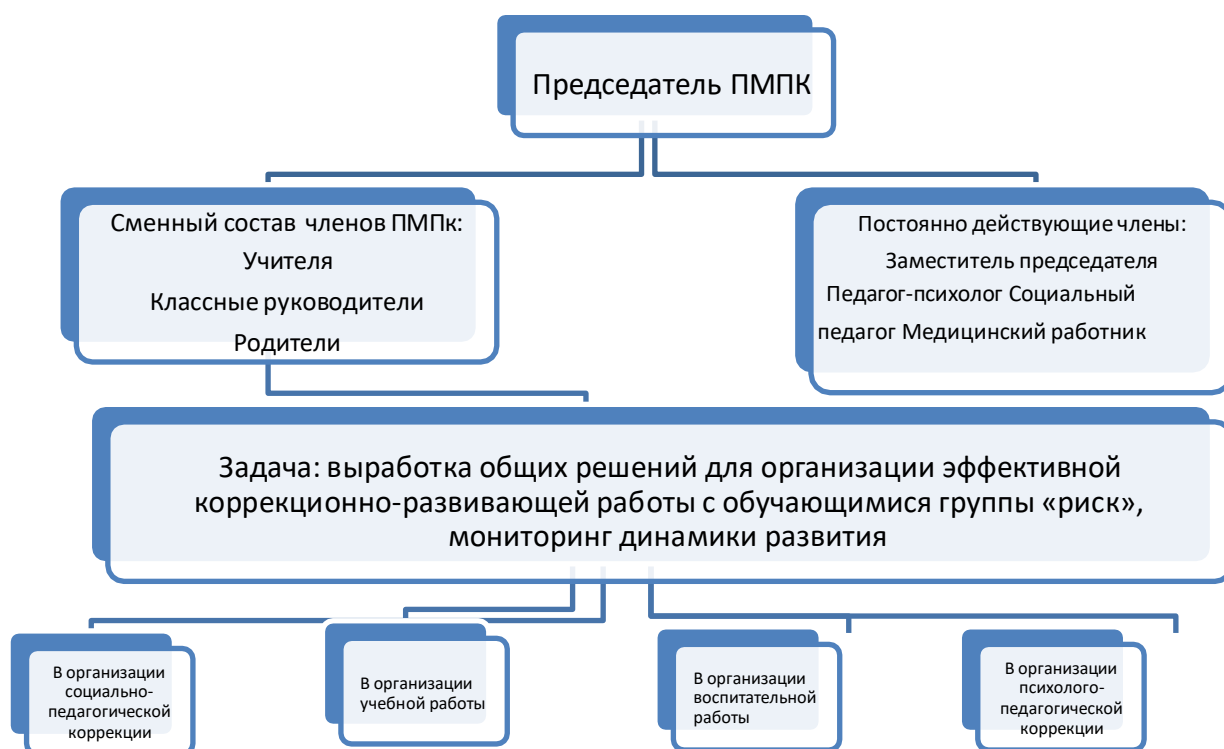 Председатель ПМПК
Сменный состав членов ПМПк:
Учителя
Классные руководители
Родители
Постоянно действующие члены:
Заместитель председателя
Педагог-психолог Социальный
педагог Медицинский работник
Задача: выработка общих решений для организации эффективной
коррекционно-развивающей работы с обучающимися группы «риск»,
мониторинг динамики развития
В организации
социально-
педагогической
коррекции
В организации
учебной работы
В организации
воспитательной
работы
В организации
психолого-
педагогической
коррекции